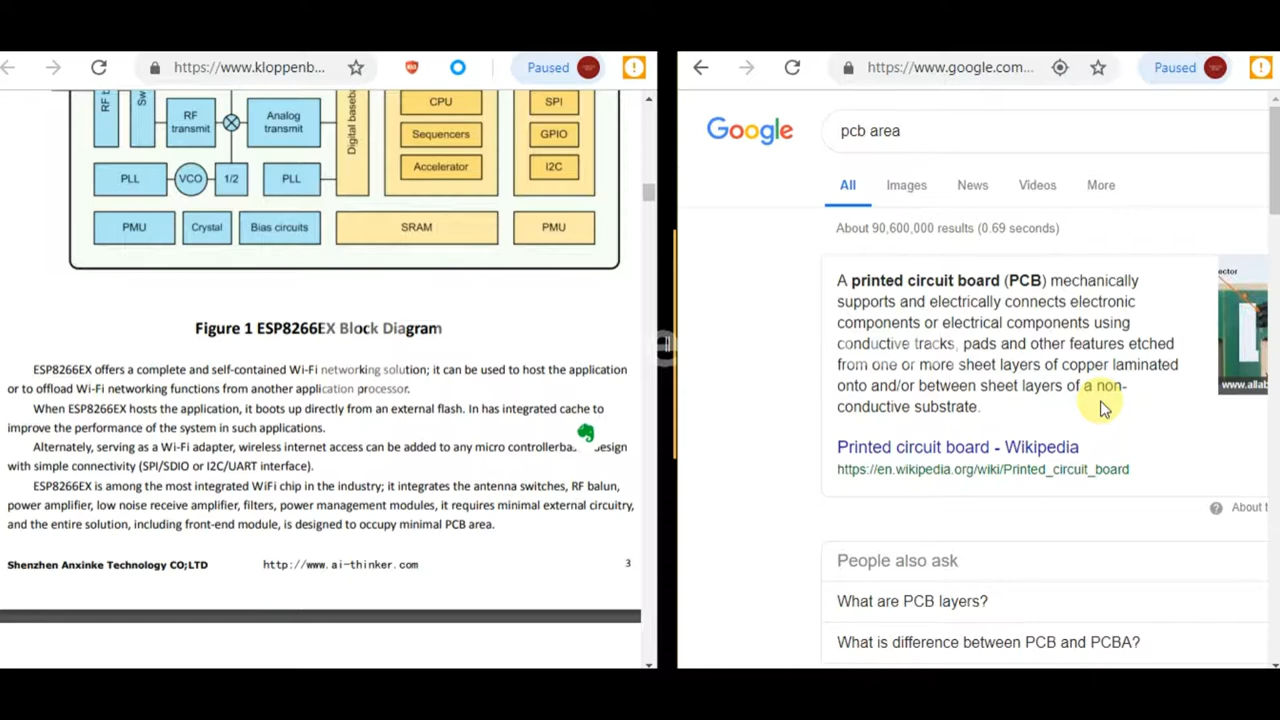 https://www.kloppenb...
Paused
RF
transmit
Analog
transmit
CPU
SPI
Sequencers
GPIO
Accelerator
I2C
PLL
VCO
1/2
PLL
PMU
Crystal
Bias circuits
SRAM
PMU
Figure 1 ESP8266EX Block Diagram
ESP8266EX offers a complete and self-contained Wi-Fi networking solution; it can be used to host the application
or to offload Wi-Fi networking functions from another application processor.
When ESP8266EX hosts the application, it boots up directly from an external flash. In has integrated cache to
improve the performance of the system in such applications.
Alternately, serving as a Wi-Fi adapter, wireless internet access can be added to any micro controllerba
with simple connectivity (SPI/SDIO or I2C/UART interface).
ESP8266EX is among the most integrated WiFi chip in the industry; it integrates the antenna switches, RF balun,
power amplifier, low noise receive amplifier, filters, power management modules, it requires minimal external circuitry,
and the entire solution, including front-end module, is designed to occupy minimal PCB area.
Shenzhen Anxinke Technology CO;LTD http://www.ai-thinker.com 3
https://www.google.com...
Paused
Google
pcb area
All Images News Videos More
About 90,600,000 results (0.69 seconds)
A printed circuit board (PCB) mechanically
supports and electrically connects electronic
components or electrical components using
conductive tracks, pads and other features etched
from one or more sheet layers of copper laminated
onto and/or between sheet layers of a non-
conductive substrate.
Printed circuit board - Wikipedia
https://en.wikipedia.org/wiki/Printed_circuit_board
www.allab
About t
People also ask
What are PCB layers?
What is difference between PCB and PCBA?